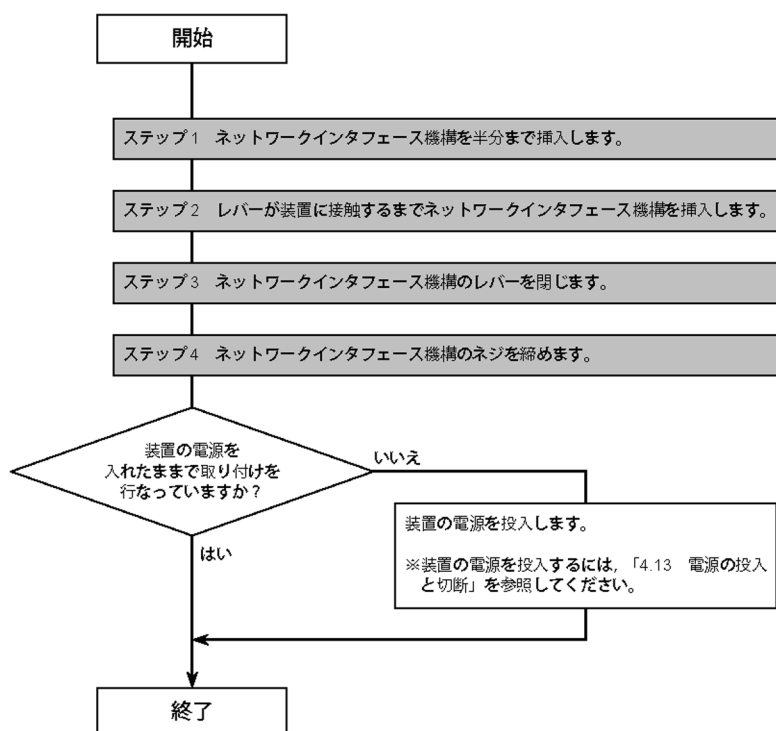 開始
ステップ1　ネットワークインタフェース機構を半分まで挿入します。
ステップ2　レバーが装置に接触するまでネットワークインタフェース機構を挿入します。
ステップ3　ネットワークインタフェース機構のレバーを閉じます。
ステップ4　ネットワークインタフェース機構のネジを締めます。
装置の電源を
入れたままで取り付けを
行なっていますか？
いいえ
はい
装置の電源を投入します。
※装置の電源を投入するには，「4.13　電源の投入
と切断」を参照してください。
終了